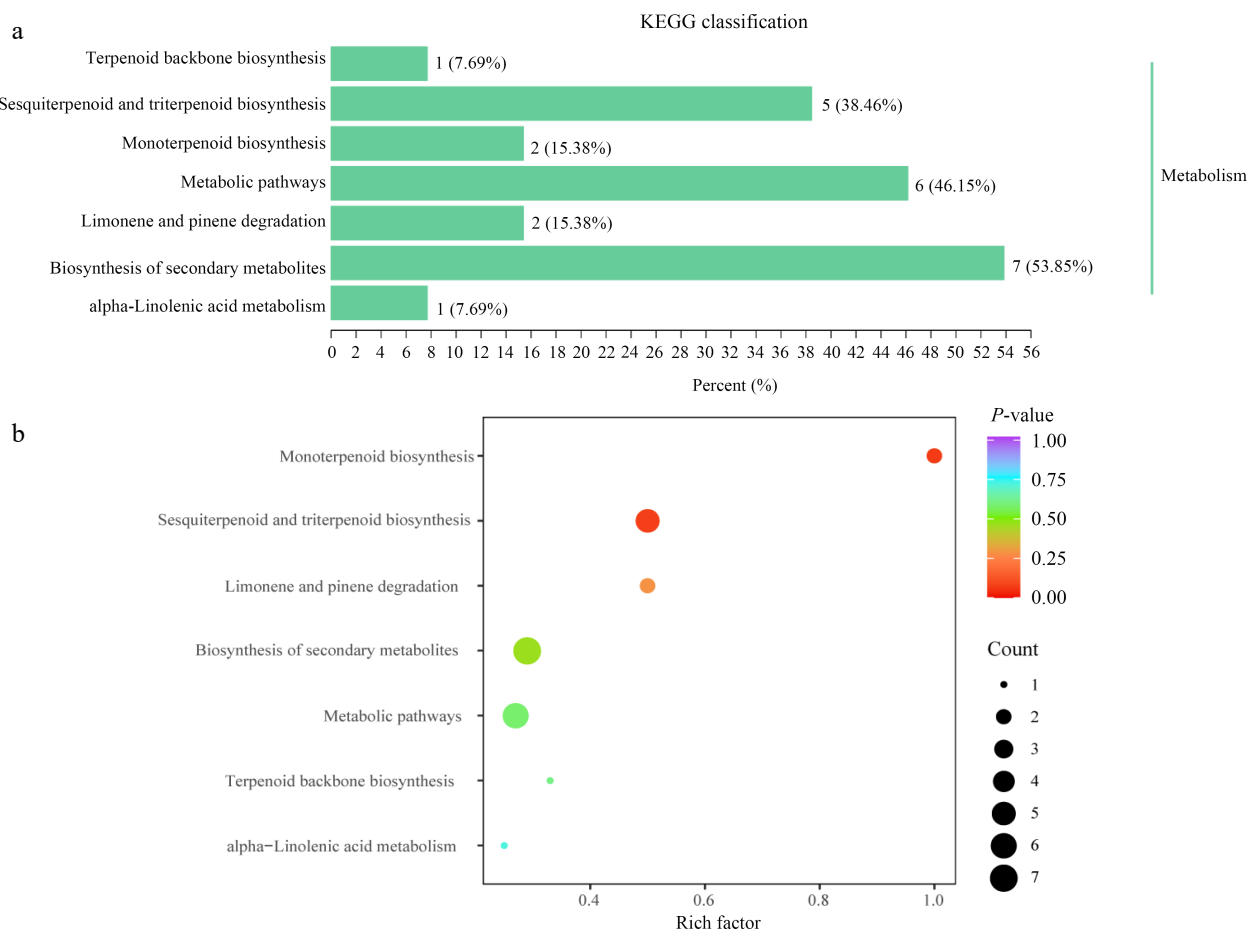 a
KEGG classification
Terpenoid backbone biosynthesis
1 (7.69%)
Sesquiterpenoid and triterpenoid biosynthesis
5 (38.46%)
Monoterpenoid biosynthesis
2 (15.38%)
Metabolic pathways
6 (46.15%)
Metabolism
Limonene and pinene degradation
2 (15.38%)
Biosynthesis of secondary metabolites
7 (53.85%)
alpha-Linolenic acid metabolism
1 (7.69%)
0 2 4 6 8 10 12 14 16 18 20 22 24 26 28 30 32 34 36 38 40 42 44 46 48 50 52 54 56
Percent (%)
b
Monoterpenoid biosynthesis
Sesquiterpenoid and triterpenoid biosynthesis
Limonene and pinene degradation
Biosynthesis of secondary metabolites
Metabolic pathways
Terpenoid backbone biosynthesis
alpha−Linolenic acid metabolism
0.4 0.6 0.8 1.0
Rich factor
P-value
1.00
0.75
0.50
0.25
0.00
Count
1
2
3
4
5
6
7